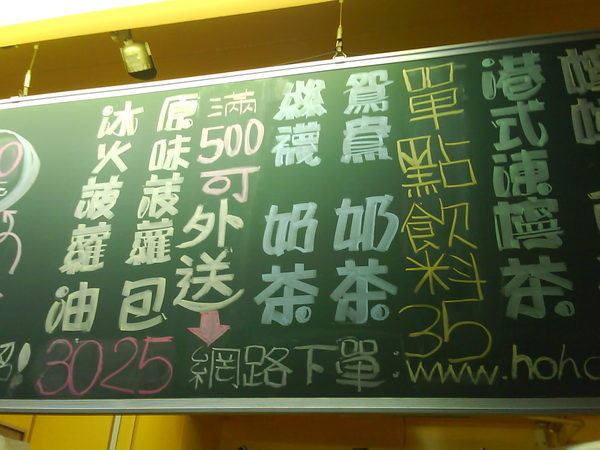 港式凍檸茶
單點飲料35
鴛鴦奶茶
絲襪奶茶
滿500可外送
原味菠蘿包
25
冰火菠蘿油
30
網路下單:www.hoho